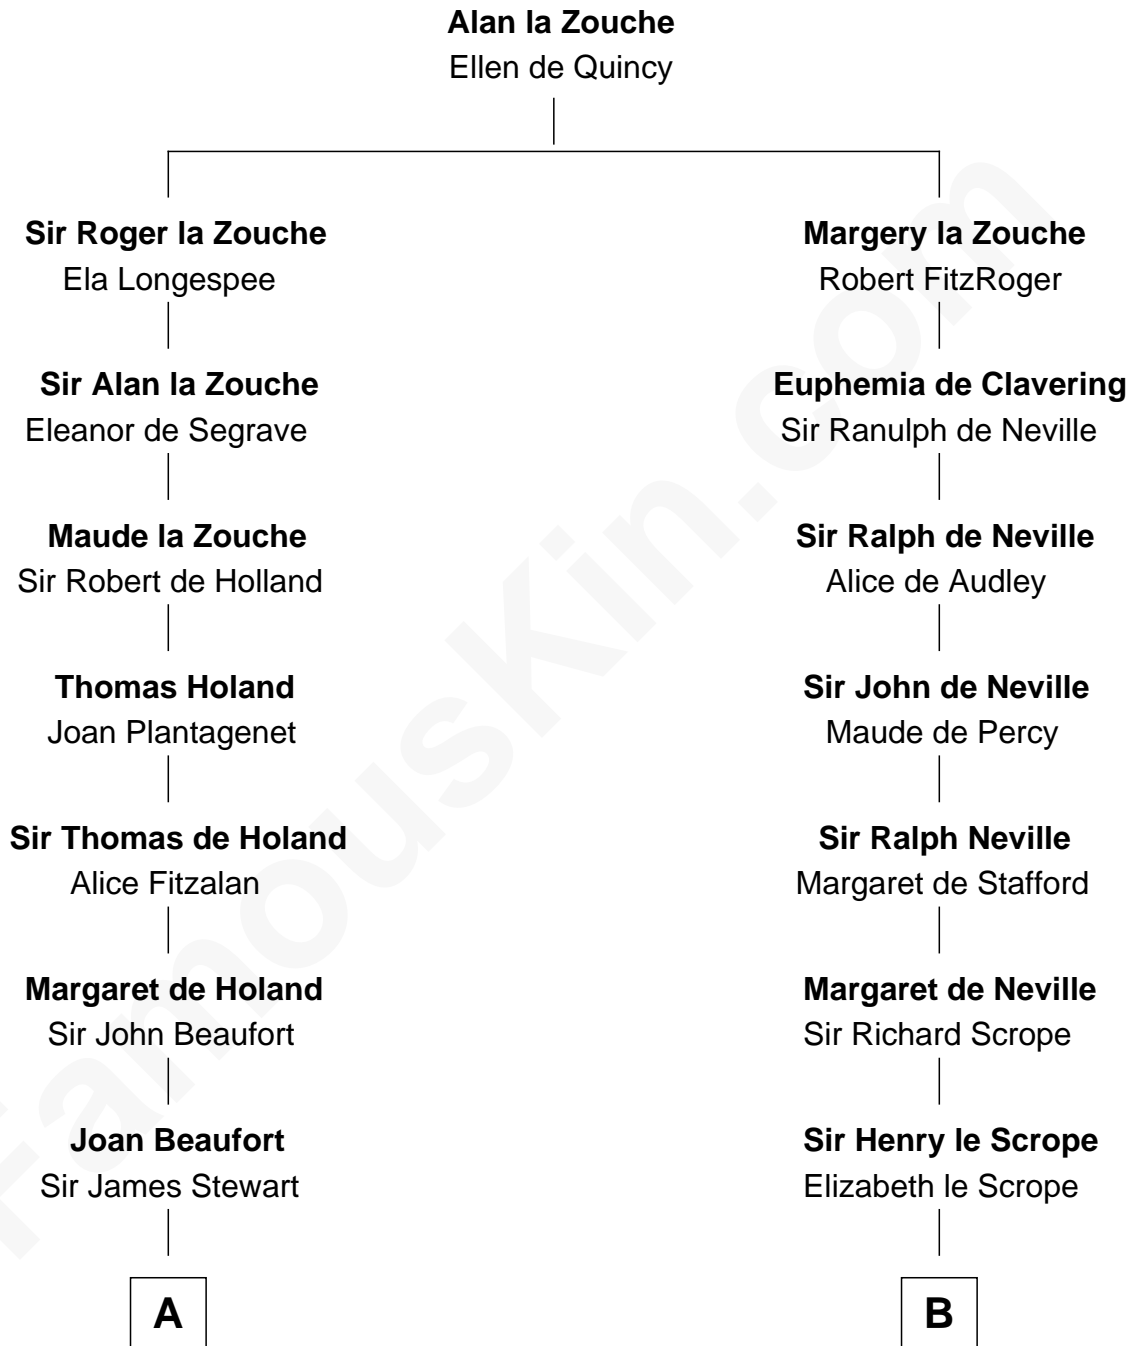 Alan la Zouche
Ellen de Quincy
Sir Roger la Zouche
Ela Longespee
Sir Alan la Zouche
Eleanor de Segrave
Maude la Zouche
Sir Robert de Holland
Thomas Holand
Joan Plantagenet
Sir Thomas de Holand
Alice Fitzalan
Margaret de Holand
Sir John Beaufort
Joan Beaufort
Sir James Stewart
A
Margery la Zouche
Robert FitzRoger
Euphemia de Clavering
Sir Ranulph de Neville
Sir Ralph de Neville
Alice de Audley
Sir John de Neville
Maude de Percy
Sir Ralph Neville
Margaret de Stafford
Margaret de Neville
Sir Richard Scrope
Sir Henry le Scrope
Elizabeth le Scrope
B
FamousKin.com